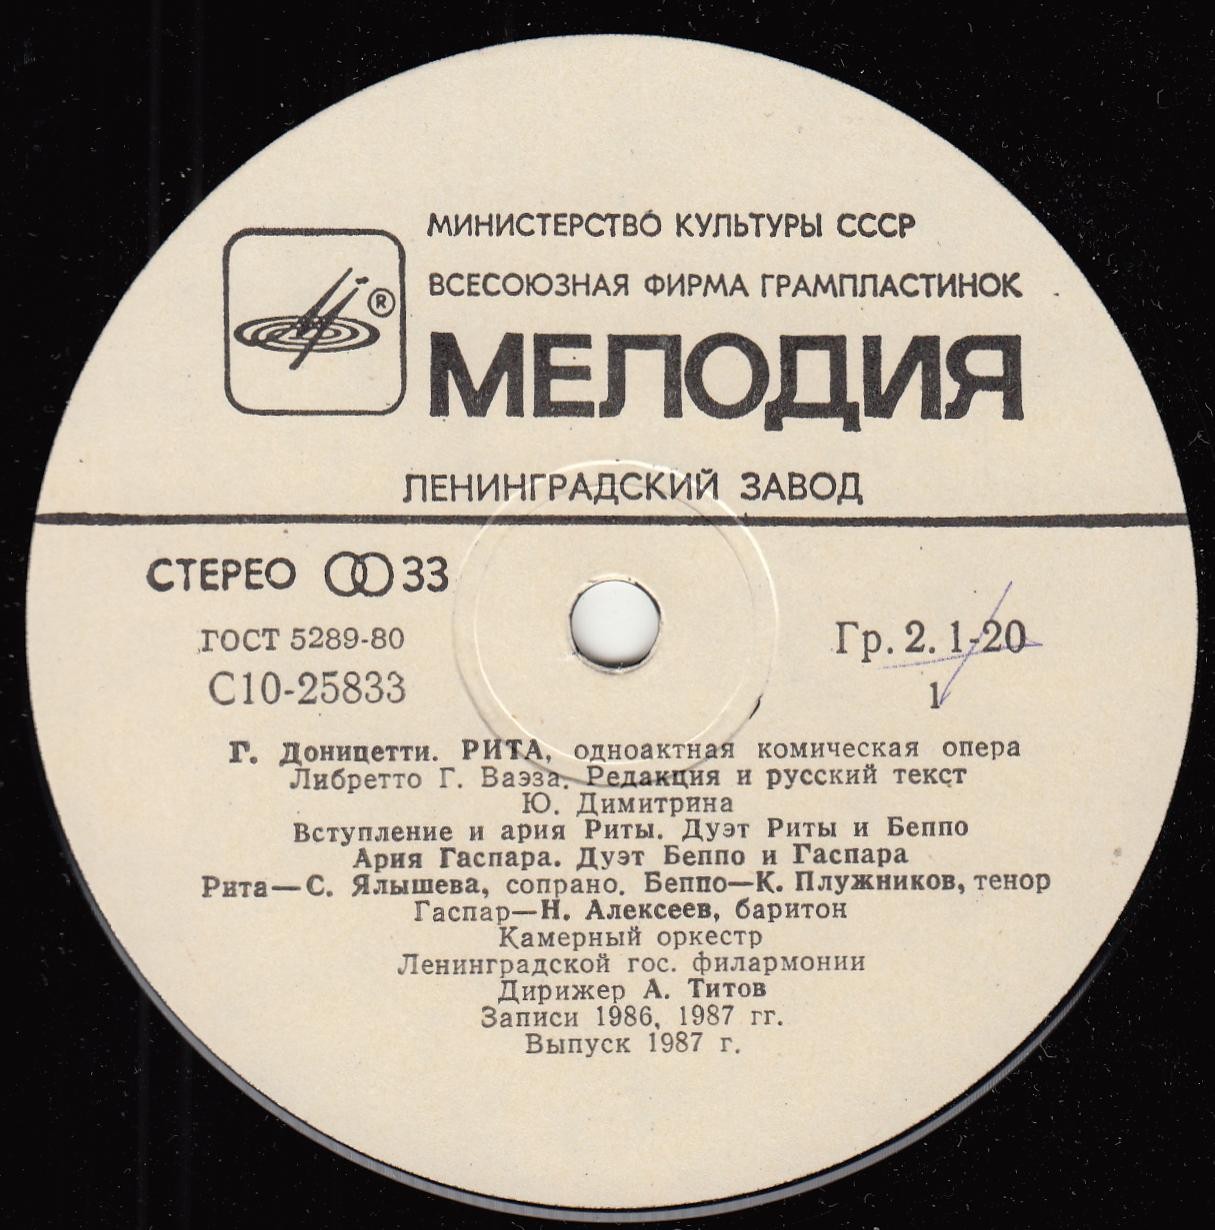 МИНИСТЕРСТВО КУЛЬТУРЫ СССР
ВСЕСОЮЗНАЯ ФИРМА ГРАМПЛАСТИНОК
®
МЕЛОДИЯ
ЛЕНИНГРАДСКИЙ ЗАВОД
СТЕРЕО 33
ГОСТ 5289-80
С10-25833
Гр. 2. 1-20
1
Г. Доницетти. РИТА, одноактная комическая опера
Либретто Г. Ваэза. Редакция и русский текст
Ю. Димитрина
Вступление и ария Риты. Дуэт Риты и Беппо
Ария Гаспара. Дуэт Беппо и Гаспара
Рита—С. Ялышева, сопрано. Беппо—К. Плужников, тенор
Гаспар—Н. Алексеев, баритон
Камерный оркестр
Ленинградской гос. филармонии
Дирижер А. Титов
Записи 1986, 1987 гг.
Выпуск 1987 г.